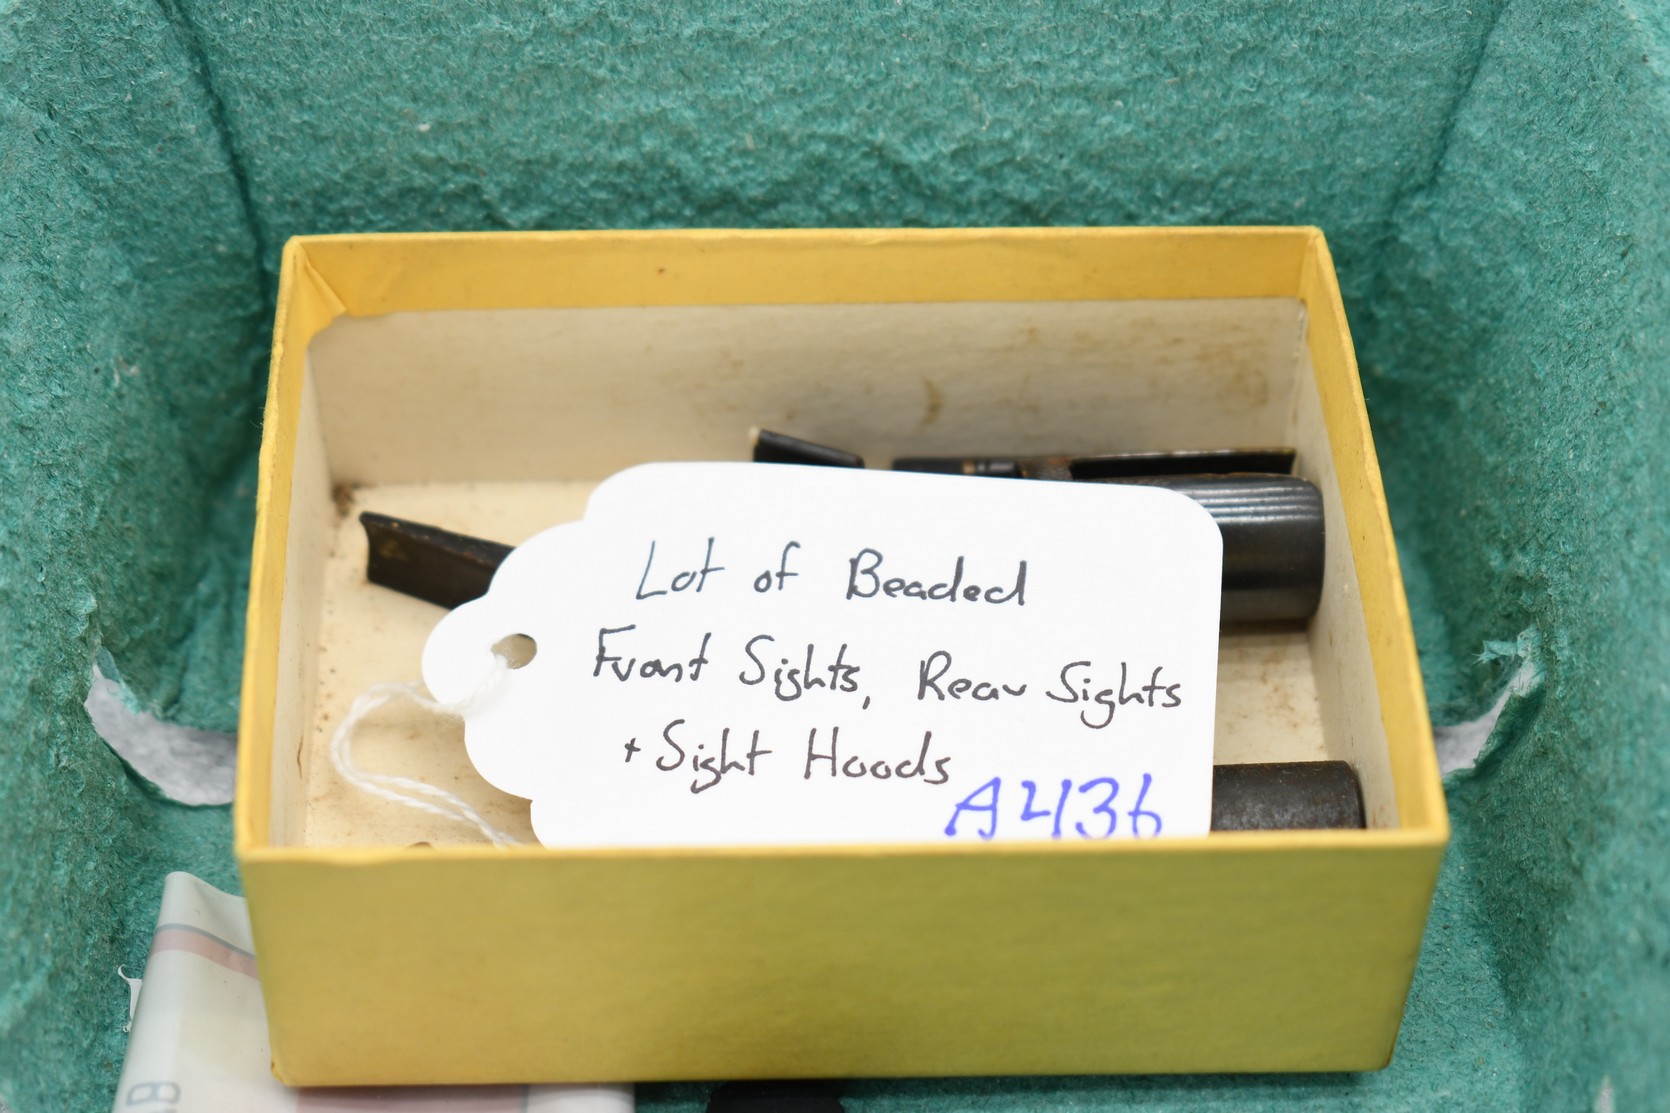 Lot of Beaded
Front Sights, Rear Sights
+ Sight Hoods
A436